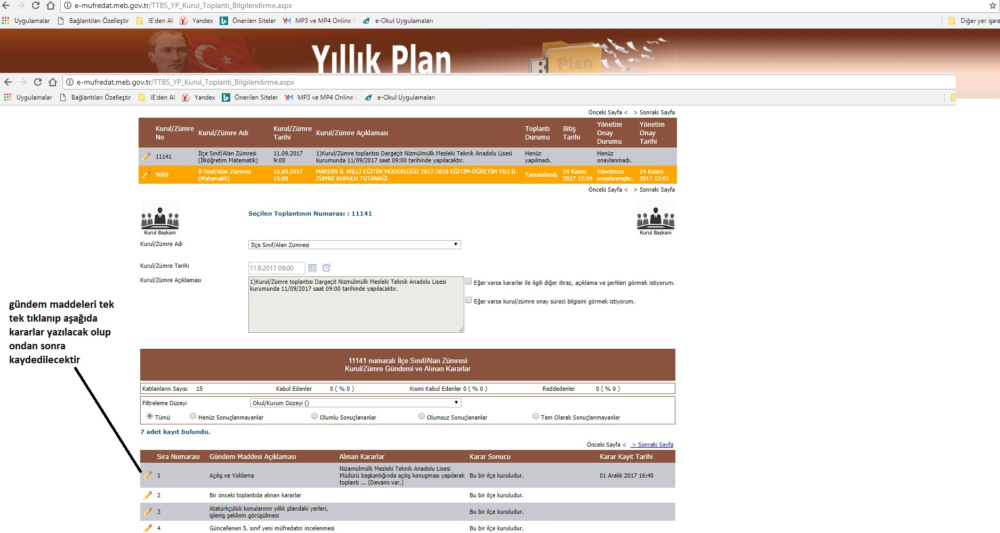 e-mufredat.meb.gov.tr/TTBS_YP_Kurul_Toplanti_Bilgilendirme.aspx
Uygulamalar Bağlantıları Özelleştir IE'den Al Yandex Önerilen Siteler MP3 ve MP4 Online e-Okul Uygulamaları Diğer yer işare
Yıllık Plan
Plan
e-mufredat.meb.gov.tr/TTBS_YP_Kurul_Toplanti_Bilgilendirme.aspx
Uygulamalar Bağlantıları Özelleştir IE'den Al Yandex Önerilen Siteler MP3 ve MP4 Online e-Okul Uygulamaları
Önceki Sayfa < > Sonraki Sayfa
Kurul/Zümre No Kurul/Zümre Adı Kurul/Zümre Tarihi Kurul/Zümre Açıklaması Toplantı Durumu Bitiş Tarihi Yönetim Onay Durumu Yönetim Onay Tarihi
11141 İlçe Sınıf/Alan Zümresi (İlköğretim Matematik) 11.09.2017 9:00 1)Kurul/Zümre toplantısı Dargeçit Nizmülmülk Mesleki Teknik Anadolu Lisesi kurumunda 11/09/2017 saat 09:00 tarihinde yapılacaktır. Henüz yapılmadı. Henüz onaylanmadı.
9689 İl Sınıf/Alan Zümresi (Matematik) 15.09.2017 15:00 MARDİN İL MİLLİ EĞİTİM MÜDÜRLÜĞÜ 2017-2018 EĞİTİM-ÖĞRETİM YILI İL ZÜMRE KURULU TUTANAĞI Tamamlandı. 24 Kasım 2017 12:54 Yönetimce onaylanmıştır. 24 Kasım 2017 13:01
Önceki Sayfa < > Sonraki Sayfa
Seçilen Toplantının Numarası : 11141
Kurul Başkanı Kurul Başkanı
Kurul/Zümre Adı İlçe Sınıf/Alan Zümresi
Kurul/Zümre Tarihi 11.9.2017 09:00
Kurul/Zümre Açıklaması 1)Kurul/Zümre toplantısı Dargeçit Nizmülmülk Mesleki Teknik Anadolu Lisesi
kurumunda 11/09/2017 saat 09:00 tarihinde yapılacaktır.
Eğer varsa kararlar ile ilgili diğer itiraz, açıklama ve şerhleri görmek istiyorum.
Eğer varsa kurul/zümre onay süreci bilgisini görmek istiyorum.
gündem maddeleri tek
tek tıklanıp aşağıda
kararlar yazılacak olup
ondan sonra
kaydedilecektir
11141 numaralı İlçe Sınıf/Alan Zümresi
Kurul/Zümre Gündemi ve Alınan Kararlar
Katılanların Sayısı 15 Kabul Edenler 0 ( % 0 ) Kısmi Kabul Edenler 0 ( % 0 ) Reddedenler 0 ( % 0 )
Filtreleme Düzeyi Okul/Kurum Düzeyi ()
Tümü Henüz Sonuçlanmayanlar Olumlu Sonuçlananlar Olumsuz Sonuçlananlar Tam Olarak Sonuçlanmayanlar
7 adet kayıt bulundu.
Önceki Sayfa < > Sonraki Sayfa
Sıra Numarası Gündem Maddesi Açıklaması Alınan Kararlar Karar Sonucu Karar Kayıt Tarihi
1 Açılış ve Yoklama Nizamülmülk Mesleki Teknik Anadolu Lisesi Müdürü başkanlığında açılış konuşması yapılarak toplantı ... (Devamı var.) Bu bir ilçe kuruludur. 01 Aralık 2017 16:40
2 Bir önceki toplantıda alınan kararlar Bu bir ilçe kuruludur.
3 Atatürkçülük konularının yıllık plandaki yerleri, işleniş şeklinin görüşülmesi Bu bir ilçe kuruludur.
4 Güncellenen 5. sınıf yeni müfredatın incelenmesi Bu bir ilçe kuruludur.